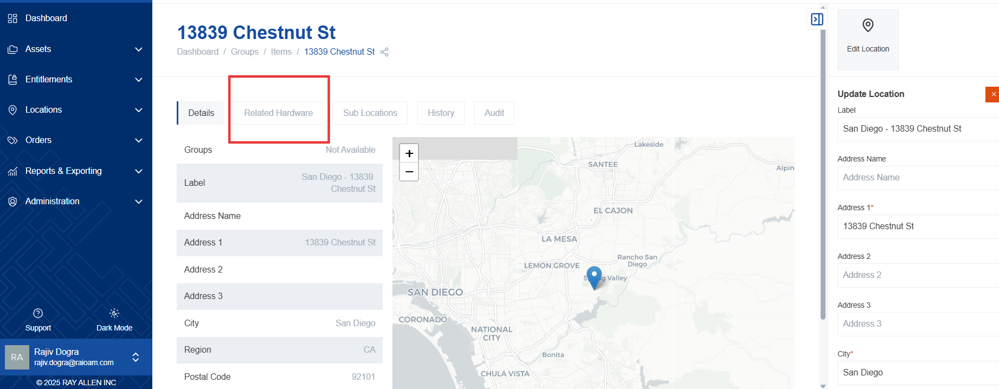 Dashboard
Assets
Entitlements
Locations
Orders
Reports & Exporting
Administration
Support
Dark Mode
RA
Rajiv Dogra
rajiv.dogra@raioam.com
© 2025 RAY ALLEN INC
13839 Chestnut St
Dashboard / Groups / Items / 13839 Chestnut St
Details
Related Hardware
Sub Locations
History
Audit
Groups
Not Available
Label
San Diego - 13839
Chestnut St
Address Name
Address 1
13839 Chestnut St
Address 2
Address 3
City
San Diego
Region
CA
Postal Code
92101
+
−
Lakeside
SANTEE
Alpin
EL CAJON
LA MESA
Rancho San
Diego
LEMON GROVE
Spring Valley
SAN DIEGO
CORONADO
NATIONAL
CITY
Bonita
CHULA VISTA
Edit Location
Update Location
×
Label
San Diego - 13839 Chestnut St
Address Name
Address Name
Address 1*
13839 Chestnut St
Address 2
Address 2
Address 3
Address 3
City*
San Diego